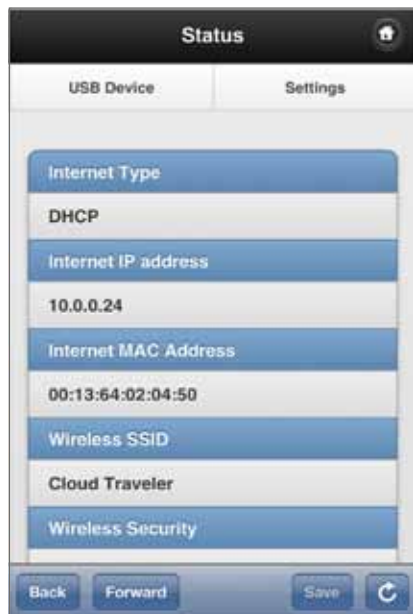 Status
USB Device Settings
Internet Type
DHCP
Internet IP address
10.0.0.24
Internet MAC Address
00:13:64:02:04:50
Wireless SSID
Cloud Traveler
Wireless Security
Back Forward Save